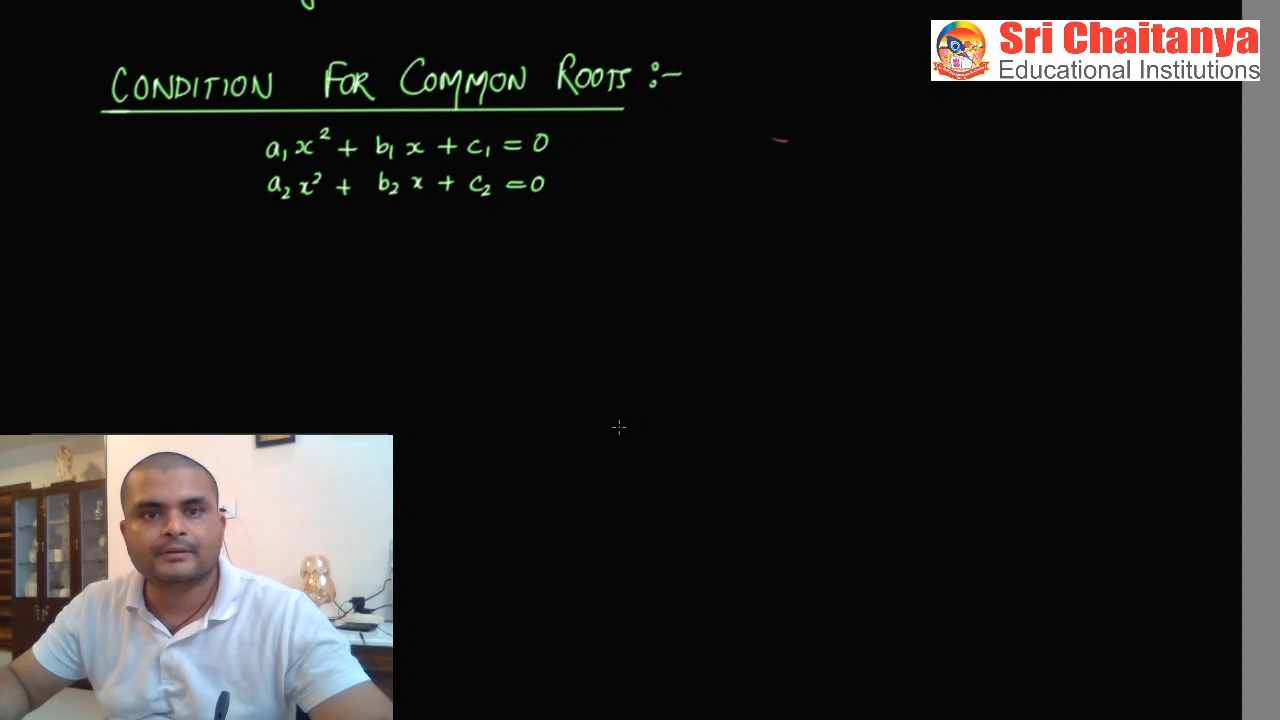 Sri Chaitanya
Educational Institutions
CONDITION FOR COMMON ROOTS :-
a₁x² + b₁x + c₁ = 0
a₂x² + b₂x + c₂ = 0